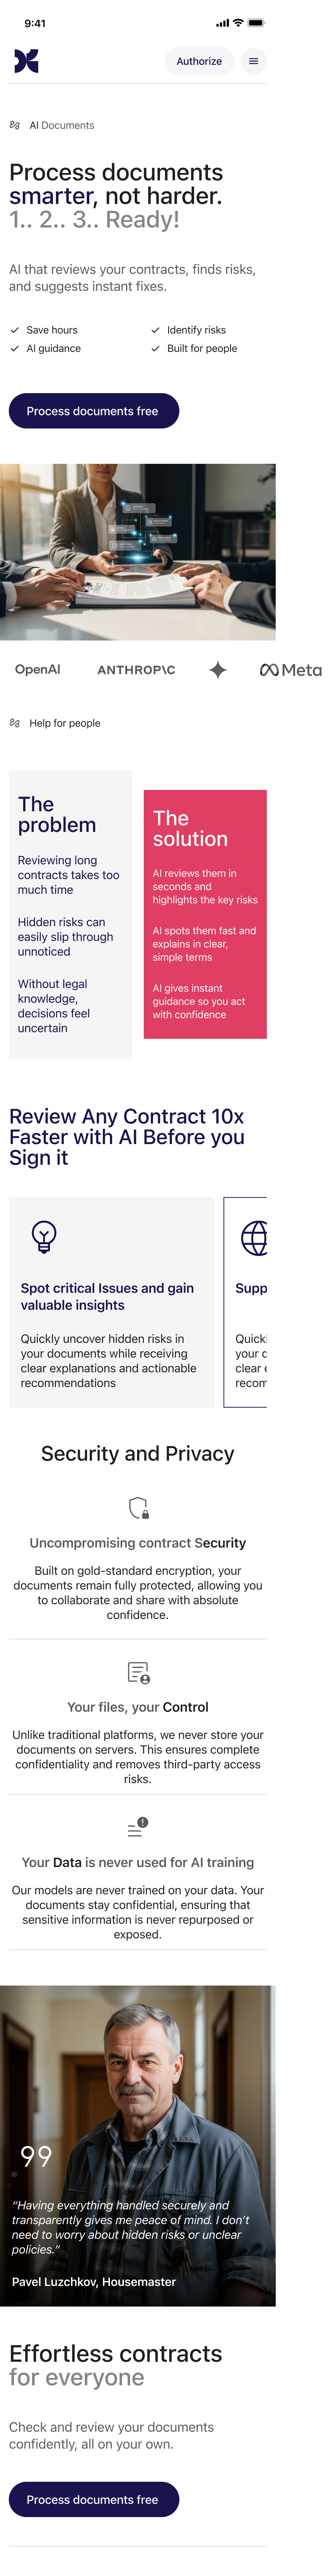 9:41
Authorize
AI Documents
Process documents
smarter, not harder.
1.. 2.. 3.. Ready!
AI that reviews your contracts, finds risks,
and suggests instant fixes.
Save hours
Identify risks
AI guidance
Built for people
Process documents free
OpenAI
ANTHROP\C
Meta
Help for people
The
problem
Reviewing long
contracts takes too
much time
Hidden risks can
easily slip through
unnoticed
Without legal
knowledge,
decisions feel
uncertain
The
solution
AI reviews them in
seconds and
highlights the key risks
AI spots them fast and
explains in clear,
simple terms
AI gives instant
guidance so you act
with confidence
Review Any Contract 10x
Faster with AI Before you
Sign it
Spot critical Issues and gain
valuable insights
Quickly uncover hidden risks in
your documents while receiving
clear explanations and actionable
recommendations
Supp
Quickl
your d
clear e
recom
Security and Privacy
Uncompromising contract Security
Built on gold-standard encryption, your
documents remain fully protected, allowing you
to collaborate and share with absolute
confidence.
Your files, your Control
Unlike traditional platforms, we never store your
documents on servers. This ensures complete
confidentiality and removes third-party access
risks.
Your Data is never used for AI training
Our models are never trained on your data. Your
documents stay confidential, ensuring that
sensitive information is never repurposed or
exposed.
"Having everything handled securely and
transparently gives me peace of mind. I don't
need to worry about hidden risks or unclear
policies."
Pavel Luzchkov, Housemaster
Effortless contracts
for everyone
Check and review your documents
confidently, all on your own.
Process documents free